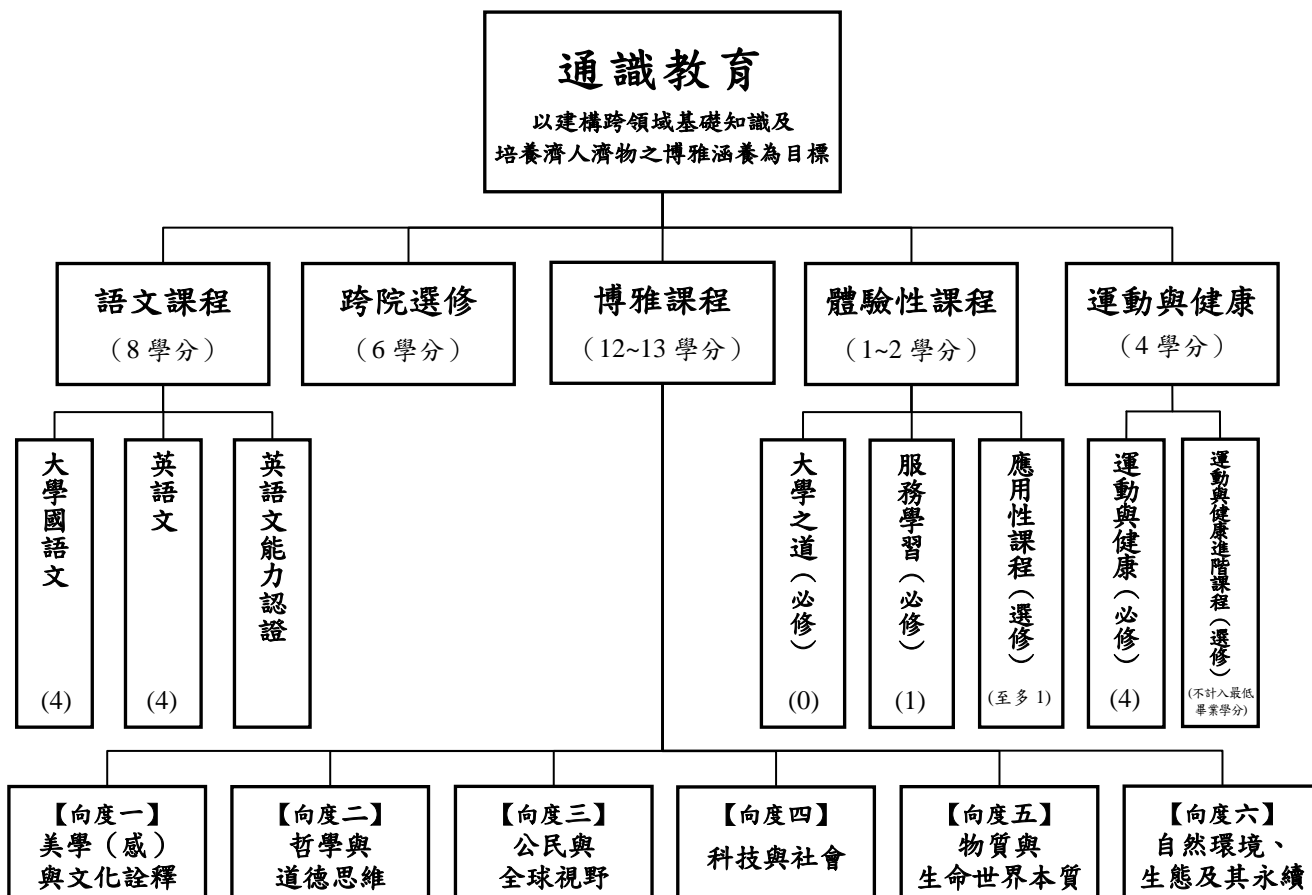 通識教育
以建構跨領域基礎知識及
培養濟人濟物之博雅涵養為目標
語文課程
（8 學分）
跨院選修
（6 學分）
博雅課程
（12~13 學分）
體驗性課程
（1~2 學分）
運動與健康
（4 學分）
大學國語文
(4)
英語文
(4)
英語文能力認證
大學之道（必修）
(0)
服務學習（必修）
(1)
應用性課程（選修）
(至多 1)
運動與健康（必修）
(4)
運動與健康進階課程（選修）
(不計入最低
畢業學分)
【向度一】
美學（感）
與文化詮釋
【向度二】
哲學與
道德思維
【向度三】
公民與
全球視野
【向度四】
科技與社會
【向度五】
物質與
生命世界本質
【向度六】
自然環境、
生態及其永續